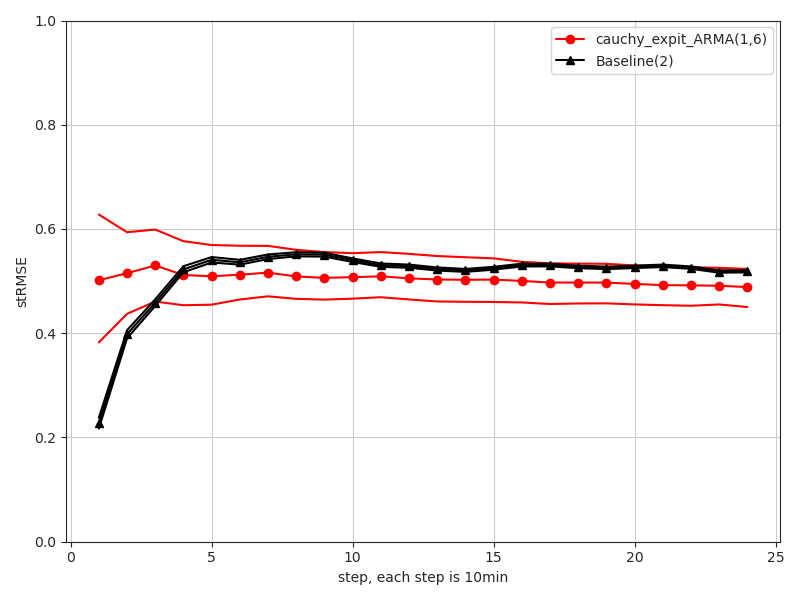 1.0
0.8
0.6
0.4
0.2
0.0
stRMSE
cauchy_expit_ARMA(1,6)
Baseline(2)
0 5 10 15 20 25
step, each step is 10min